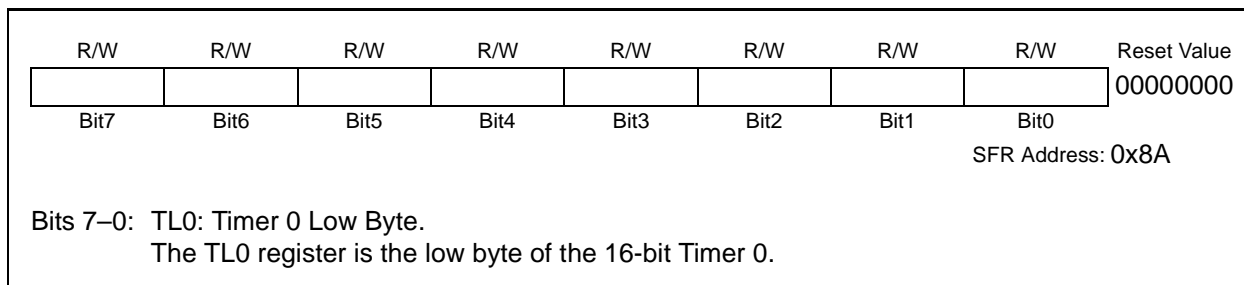 R/W R/W R/W R/W R/W R/W R/W R/W Reset Value
00000000
Bit7 Bit6 Bit5 Bit4 Bit3 Bit2 Bit1 Bit0
SFR Address: 0x8A
Bits 7–0: TL0: Timer 0 Low Byte.
The TL0 register is the low byte of the 16-bit Timer 0.